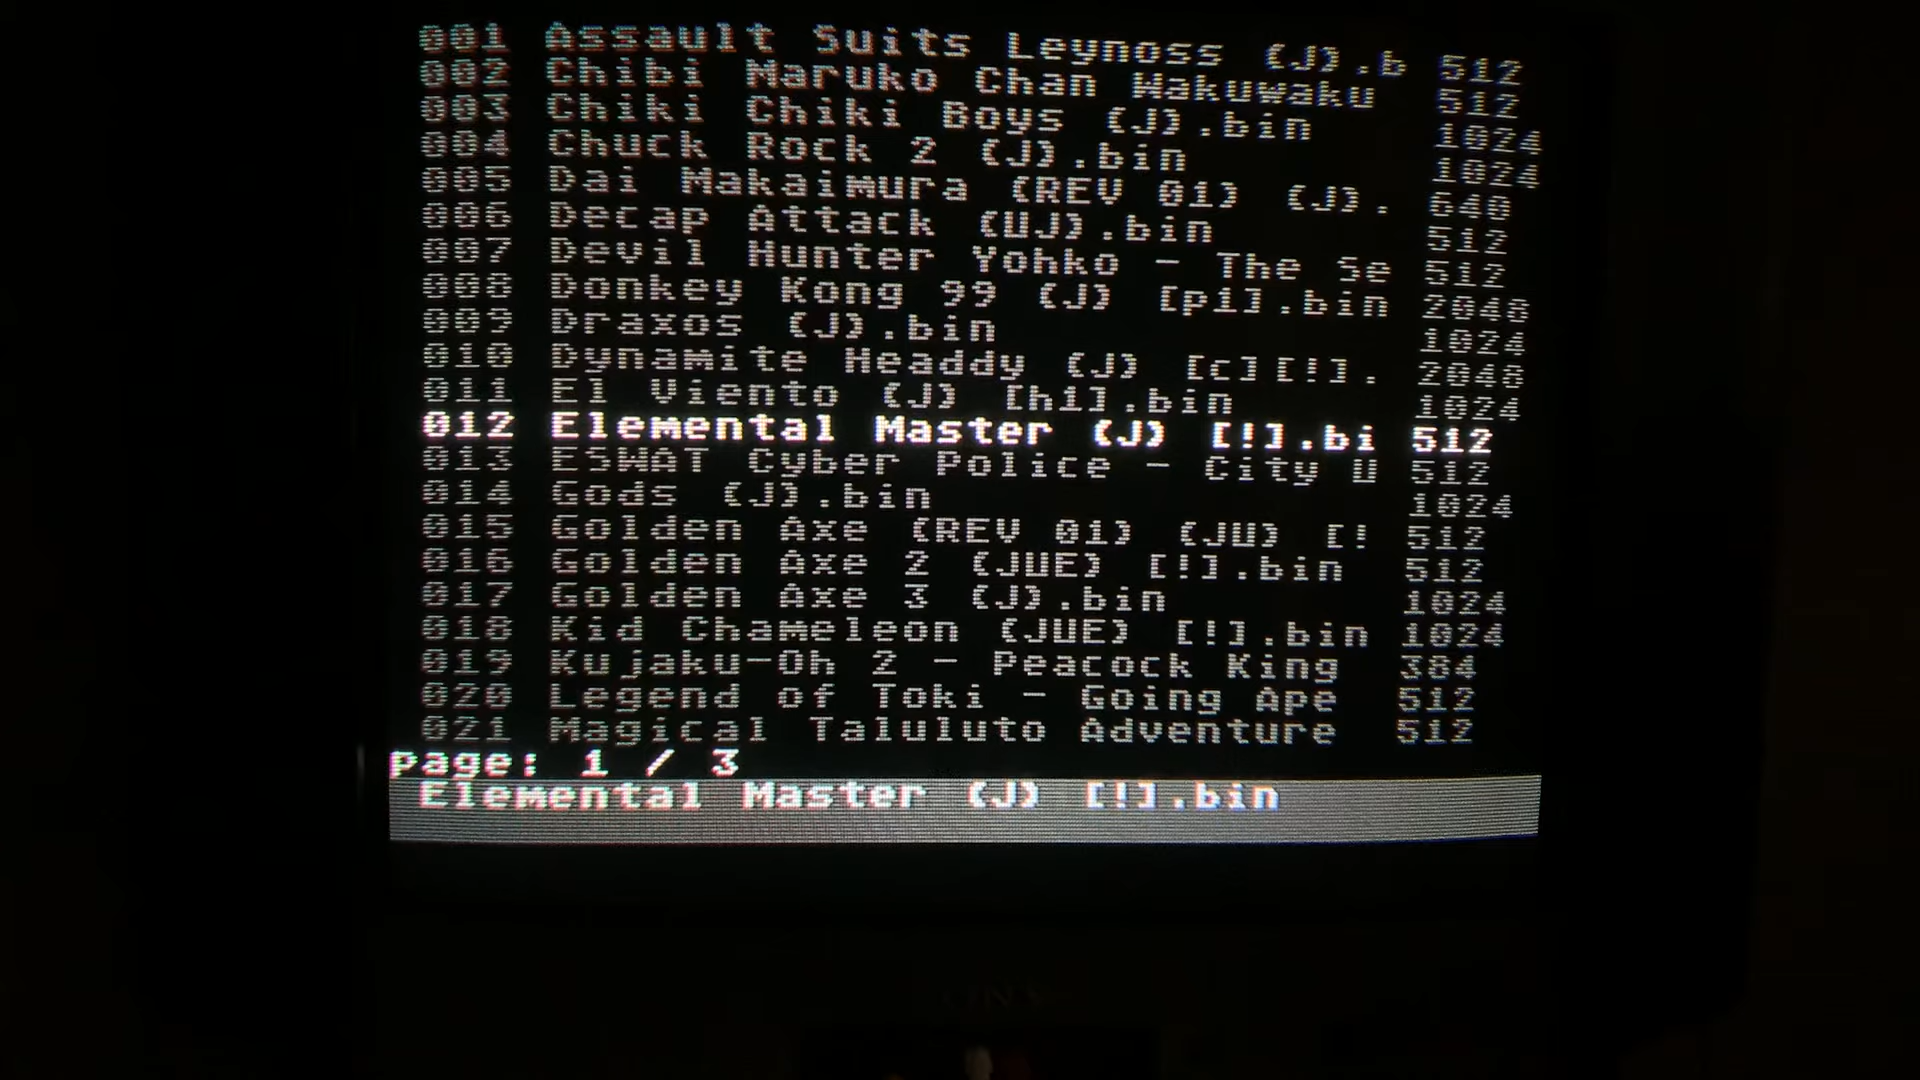 001 Assault Suits Leynoss (J).b 512
002 Chibi Maruko Chan Wakuwaku 512
003 Chiki Chiki Boys (J).bin 1024
004 Chuck Rock 2 (J).bin 1024
005 Dai Makaimura (REV 01) (J). 640
006 Decap Attack (UJ).bin 512
007 Devil Hunter Yohko - The Se 512
008 Donkey Kong 99 (J) [p1].bin 2048
009 Draxos (J).bin 1024
010 Dynamite Headdy (J) [c][!]. 2048
011 El Viento (J) [h1].bin 1024
012 Elemental Master (J) [!].bi 512
013 ESWAT Cyber Police - City U 512
014 Gods (J).bin 1024
015 Golden Axe (REV 01) (JU) [! 512
016 Golden Axe 2 (JUE) [!].bin 512
017 Golden Axe 3 (J).bin 1024
018 Kid Chameleon (JUE) [!].bin 1024
019 Kujaku-Oh 2 - Peacock King 384
020 Legend of Toki - Going Ape 512
021 Magical Taluluto Adventure 512
page: 1 / 3
Elemental Master (J) [!].bin